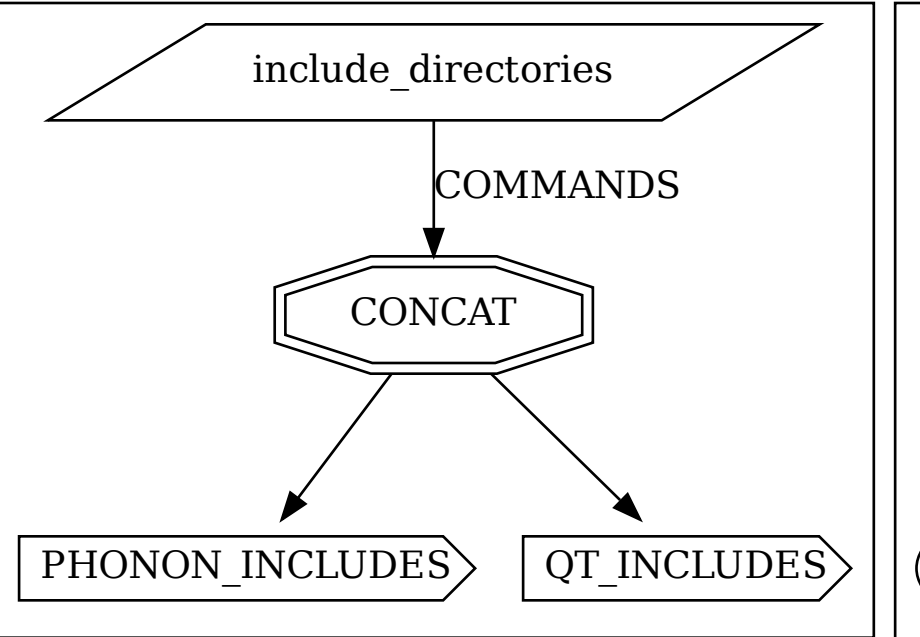 include_directories
COMMANDS
CONCAT
PHONON_INCLUDES
QT_INCLUDES